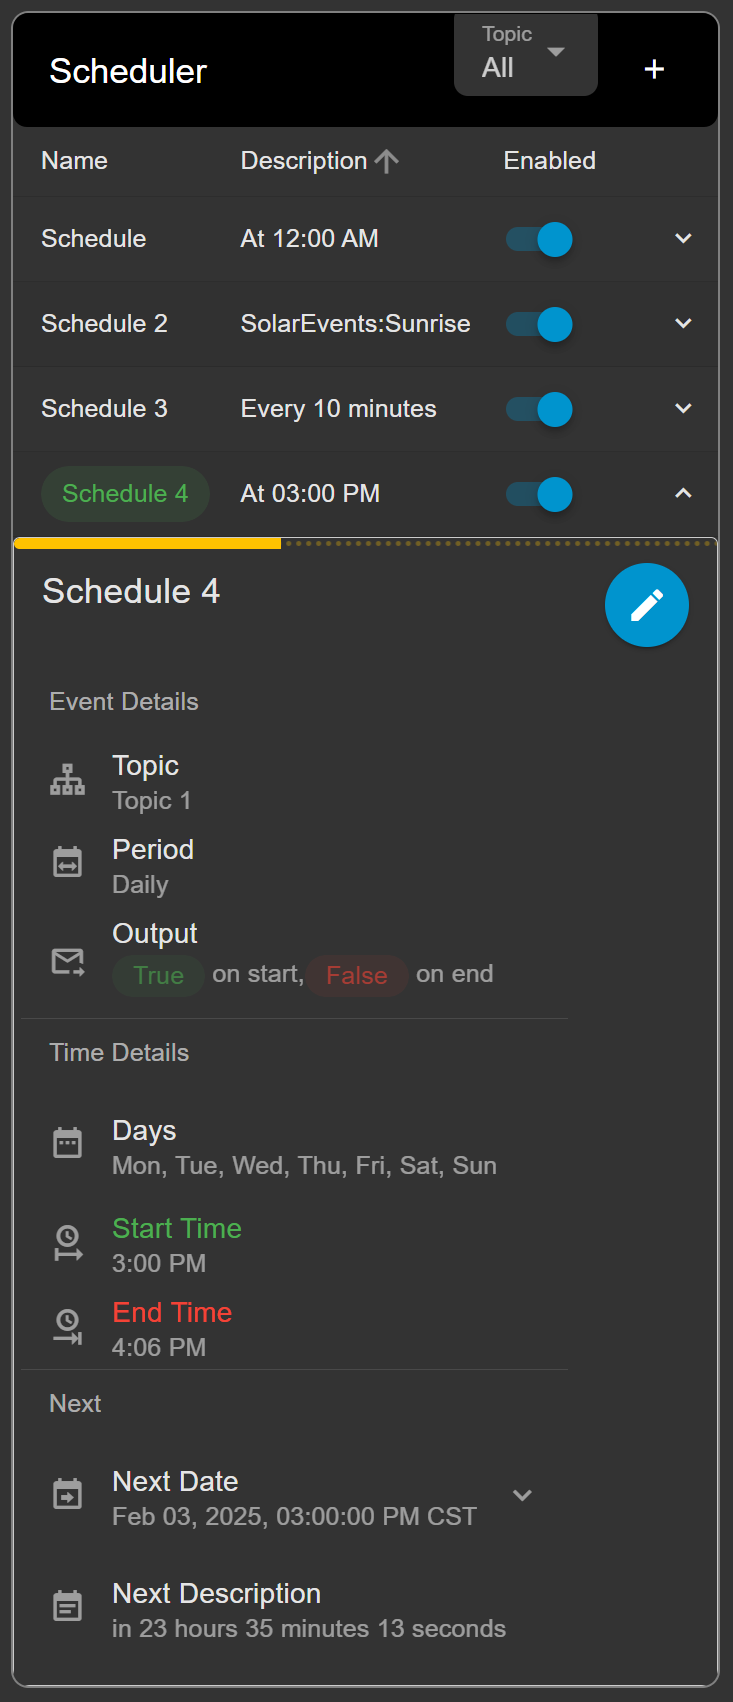 Scheduler
Topic
All
Name Description Enabled
Schedule At 12:00 AM
Schedule 2 SolarEvents:Sunrise
Schedule 3 Every 10 minutes
Schedule 4 At 03:00 PM
Schedule 4
Event Details
Topic
Topic 1
Period
Daily
Output
True on start, False on end
Time Details
Days
Mon, Tue, Wed, Thu, Fri, Sat, Sun
Start Time
3:00 PM
End Time
4:06 PM
Next
Next Date
Feb 03, 2025, 03:00:00 PM CST
Next Description
in 23 hours 35 minutes 13 seconds